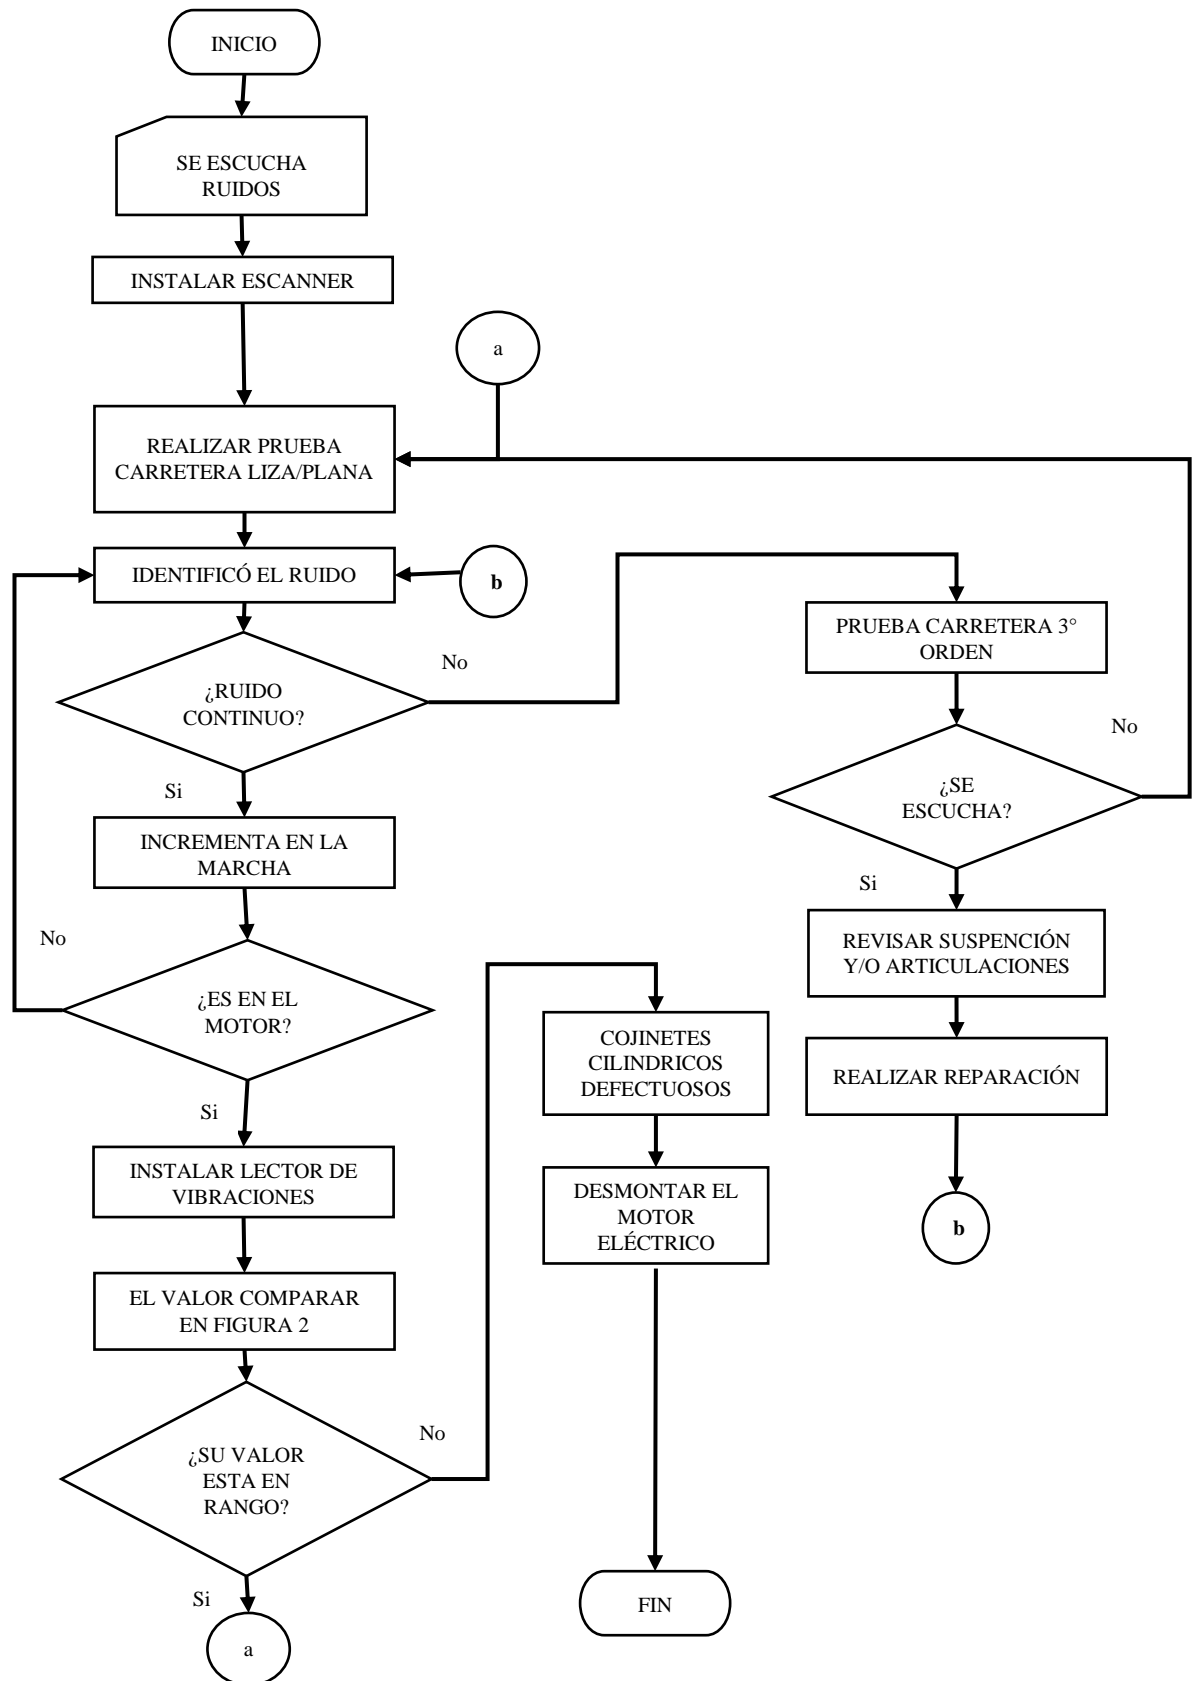 INICIO
SE ESCUCHA
RUIDOS
INSTALAR ESCANNER
a
REALIZAR PRUEBA
CARRETERA LIZA/PLANA
IDENTIFICÓ EL RUIDO
b
¿RUIDO
CONTINUO?
No
Si
INCREMENTA EN LA
MARCHA
¿ES EN EL
MOTOR?
No
Si
INSTALAR LECTOR DE
VIBRACIONES
EL VALOR COMPARAR
EN FIGURA 2
¿SU VALOR
ESTA EN
RANGO?
No
Si
a
COJINETES
CILINDRICOS
DEFECTUOSOS
DESMONTAR EL
MOTOR
ELÉCTRICO
FIN
PRUEBA CARRETERA 3°
ORDEN
¿SE
ESCUCHA?
No
Si
REVISAR SUSPENCIÓN
Y/O ARTICULACIONES
REALIZAR REPARACIÓN
b